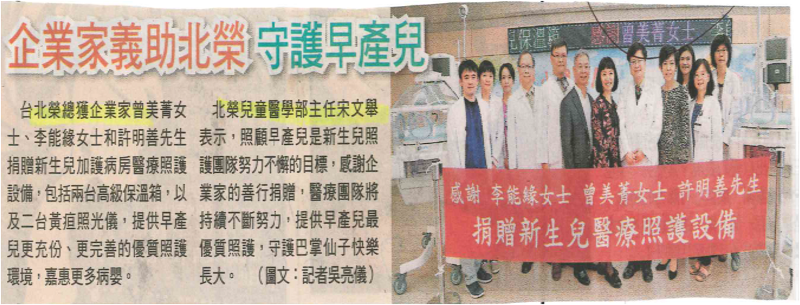 企業家義助北榮 守護早產兒
台北榮總獲企業家曾美菁女
士、李能緣女士和許明善先生
捐贈新生兒加護病房醫療照護
設備，包括兩台高級保溫箱，以
及二台黃疸照光儀，提供早產
兒更充份、更完善的優質照護
環境，嘉惠更多病嬰。
北榮兒童醫學部主任宋文舉
表示，照顧早產兒是新生兒照
護團隊努力不懈的目標，感謝企
業家的善行捐贈，醫療團隊將
持續不斷努力，提供早產兒最
優質照護，守護巴掌仙子快樂
長大。 （圖文：記者吳亮儀）
兒保溫箱 感謝曾美菁女士
感謝 李能緣女士 曾美菁女士 許明善先生
捐贈新生兒醫療照護設備